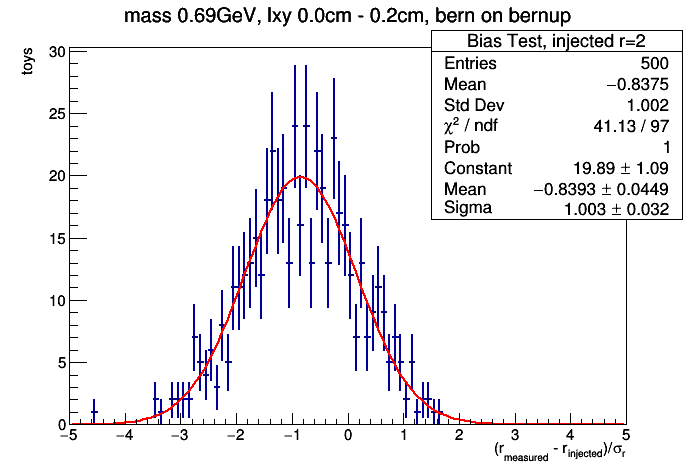 mass 0.69GeV, lxy 0.0cm - 0.2cm, bern on bernup
Bias Test, injected r=2
Entries 500
Mean −0.8375
Std Dev 1.002
χ² / ndf 41.13 / 97
Prob 1
Constant 19.89 ± 1.09
Mean −0.8393 ± 0.0449
Sigma 1.003 ± 0.032
toys
30
25
20
15
10
5
0
−5 −4 −3 −2 −1 0 1 2 3 4 5
(r_measured - r_injected)/σ_r